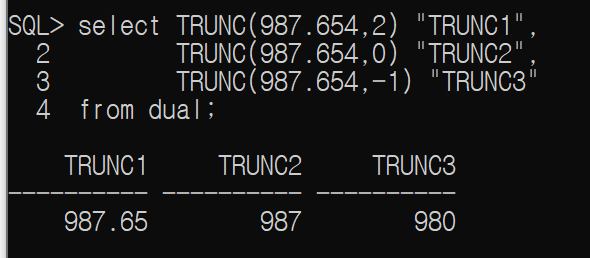 SQL> select TRUNC(987.654,2) "TRUNC1",
2 TRUNC(987.654,0) "TRUNC2",
3 TRUNC(987.654,-1) "TRUNC3"
4 from dual;
TRUNC1 TRUNC2 TRUNC3
---------- ---------- ----------
987.65 987 980